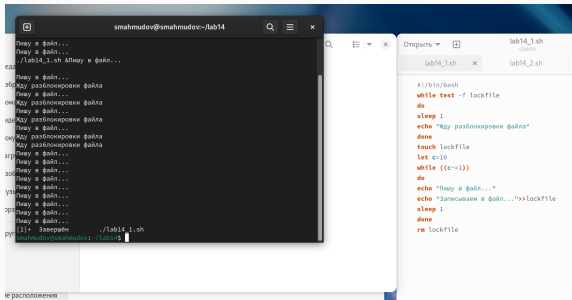 smahmudov@smahmudov:~/lab14
Пишу в файл...
Пишу в файл...
./lab14_1.sh &Пишу в файл...
Пишу в файл...
Жду разблокировки файла
Пишу в файл...
Жду разблокировки файла
Пишу в файл...
Жду разблокировки файла
Пишу в файл...
Жду разблокировки файла
Жду разблокировки файла
Пишу в файл...
Пишу в файл...
Пишу в файл...
Пишу в файл...
Пишу в файл...
Пишу в файл...
Пишу в файл...
Пишу в файл...
Пишу в файл...
[1]+ Завершён ./lab14_1.sh
smahmudov@smahmudov:~/lab14$
не расположения
Открыть
lab14_1.sh
~/lab14
lab14_1.sh
lab14_2.sh
#!/bin/bash
while test -f lockfile
do
sleep 1
echo "Жду разблокировки файла"
done
touch lockfile
let c=10
while ((c-=1))
do
echo "Пишу в файл..."
echo "Записываем в файл...">>lockfile
sleep 1
done
rm lockfile